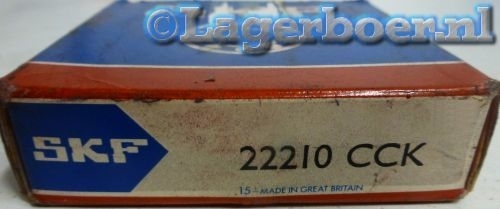 ©Lagerboer.nl
SKF
22210 CCK
15- MADE IN GREAT BRITAIN